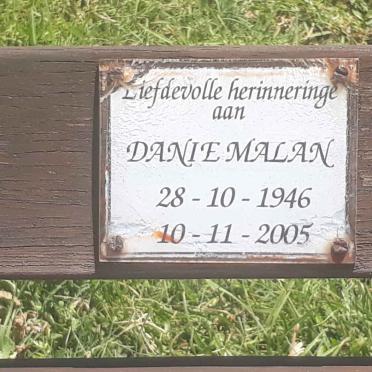 Liefdevolle herinneringe
aan
DANIE MALAN
28 - 10 - 1946
10 - 11 - 2005